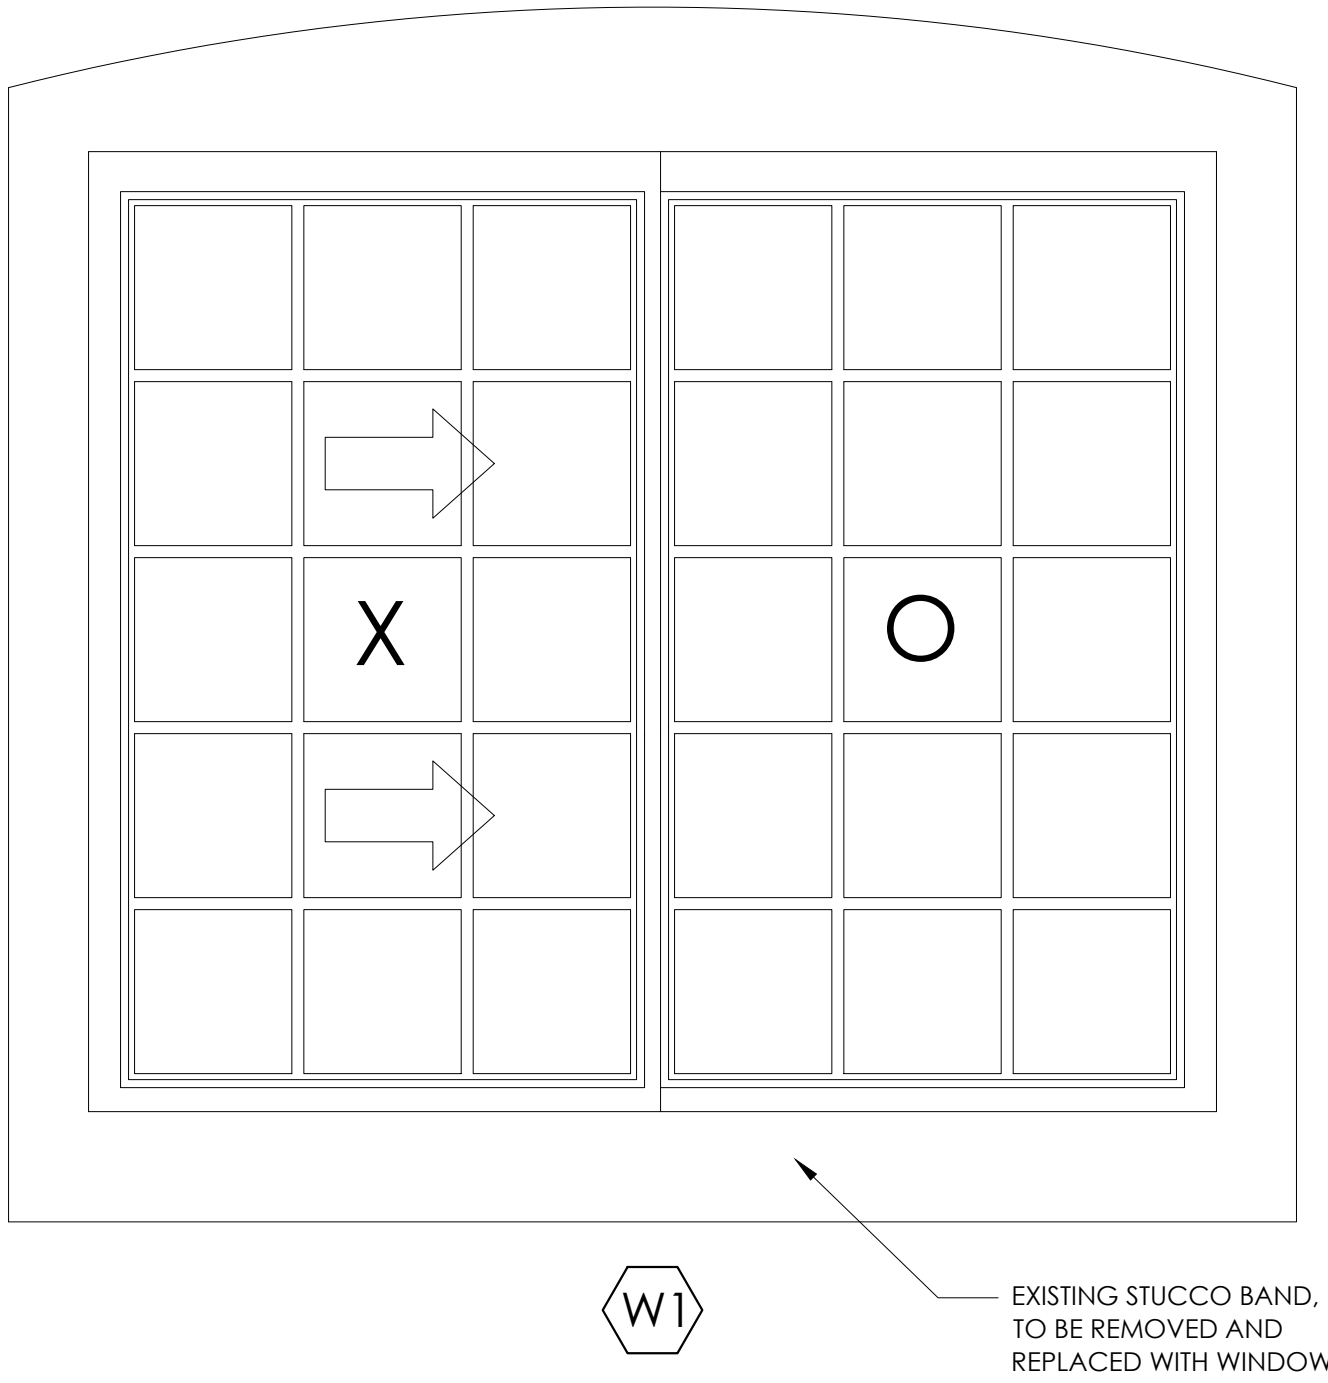 X
O
W1
EXISTING STUCCO BAND,
TO BE REMOVED AND
REPLACED WITH WINDOW